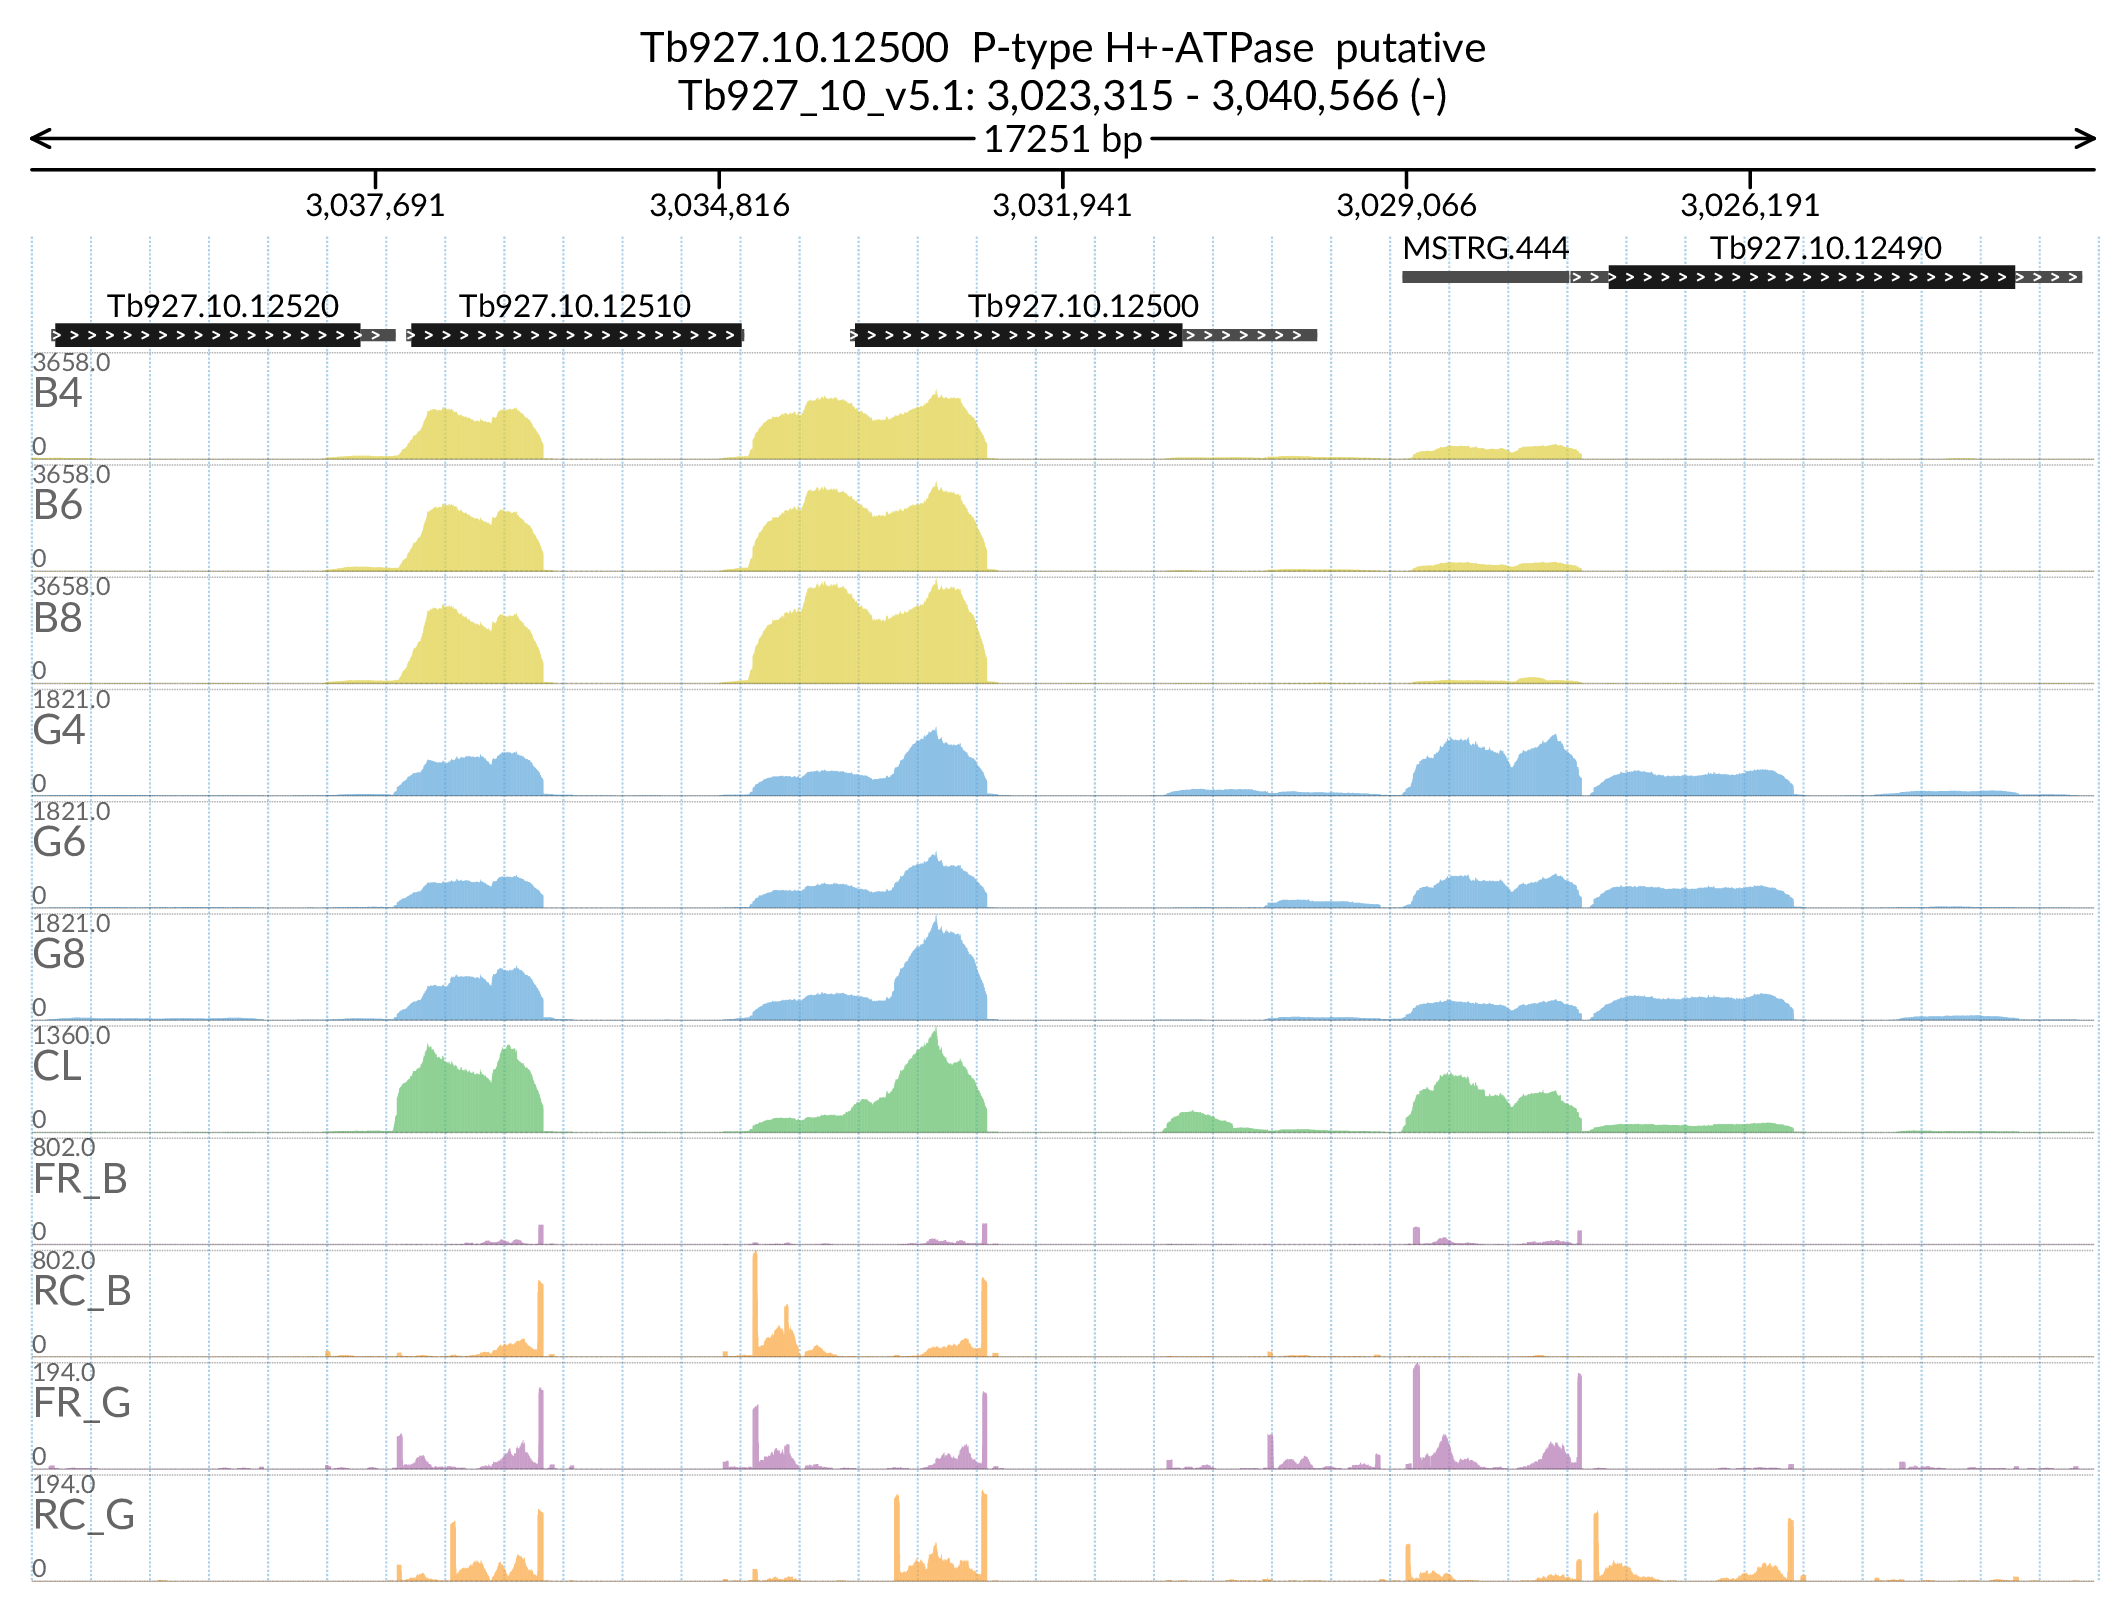 Tb927.10.12500 P-type H+-ATPase putative
Tb927_10_v5.1: 3,023,315 - 3,040,566 (-)
17251 bp
3,037,691 3,034,816 3,031,941 3,029,066 3,026,191
MSTRG.444 Tb927.10.12490
Tb927.10.12520 Tb927.10.12510 Tb927.10.12500
3658.0
B4
0
3658.0
B6
0
3658.0
B8
0
1821.0
G4
0
1821.0
G6
0
1821.0
G8
0
1360.0
CL
0
802.0
FR_B
0
802.0
RC_B
0
194.0
FR_G
0
194.0
RC_G
0